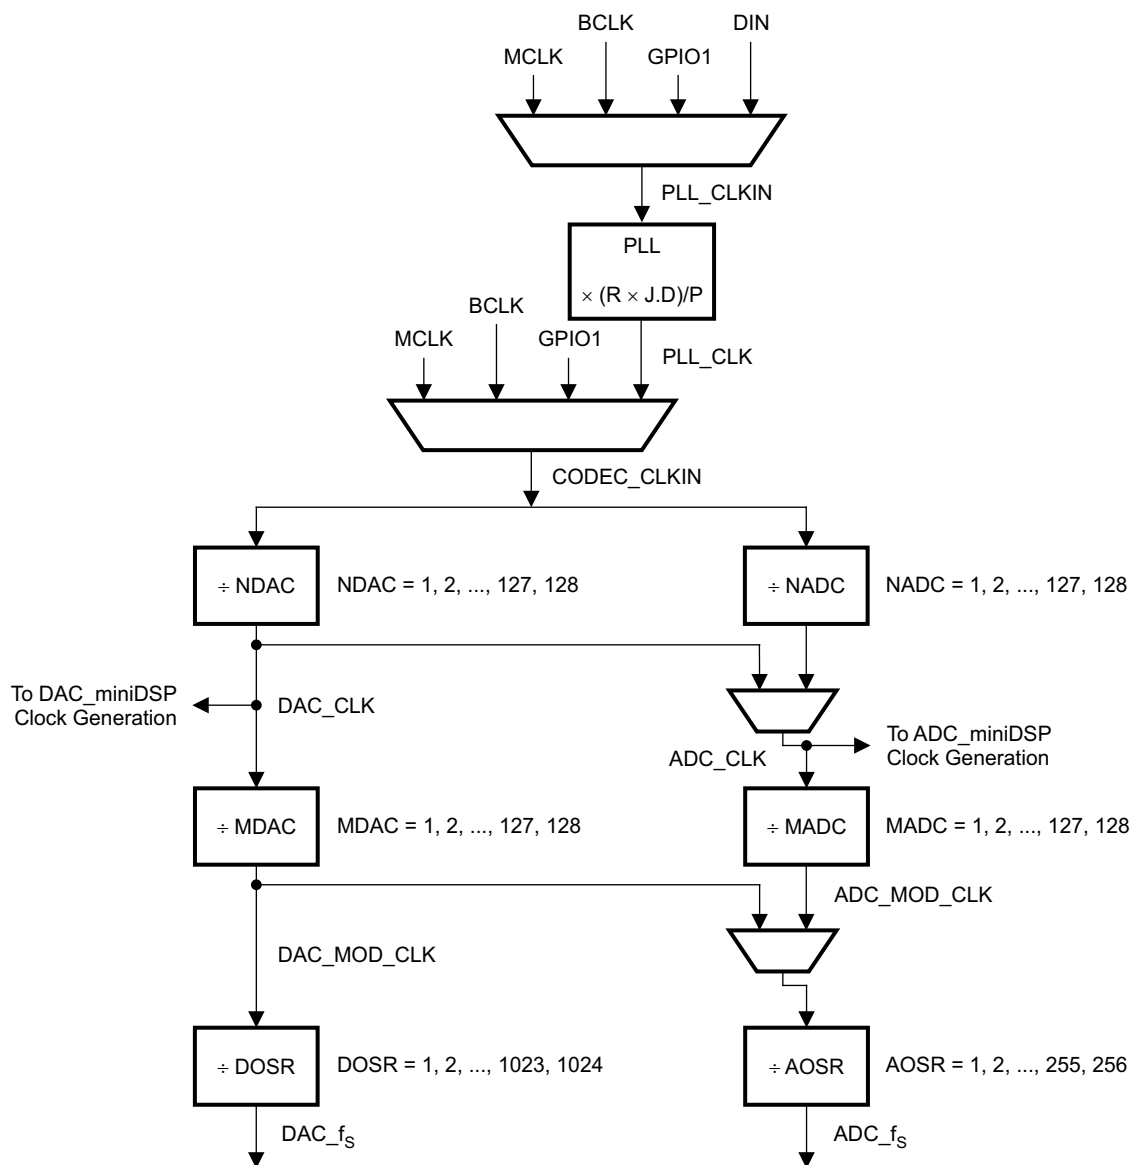 BCLK
DIN
MCLK
GPIO1
PLL_CLKIN
PLL
× (R × J.D)/P
BCLK
MCLK
GPIO1
PLL_CLK
CODEC_CLKIN
÷ NDAC
NDAC = 1, 2, ..., 127, 128
÷ NADC
NADC = 1, 2, ..., 127, 128
To DAC_miniDSP
Clock Generation
DAC_CLK
To ADC_miniDSP
Clock Generation
ADC_CLK
÷ MDAC
MDAC = 1, 2, ..., 127, 128
÷ MADC
MADC = 1, 2, ..., 127, 128
ADC_MOD_CLK
DAC_MOD_CLK
÷ DOSR
DOSR = 1, 2, ..., 1023, 1024
÷ AOSR
AOSR = 1, 2, ..., 255, 256
DAC_fS
ADC_fS